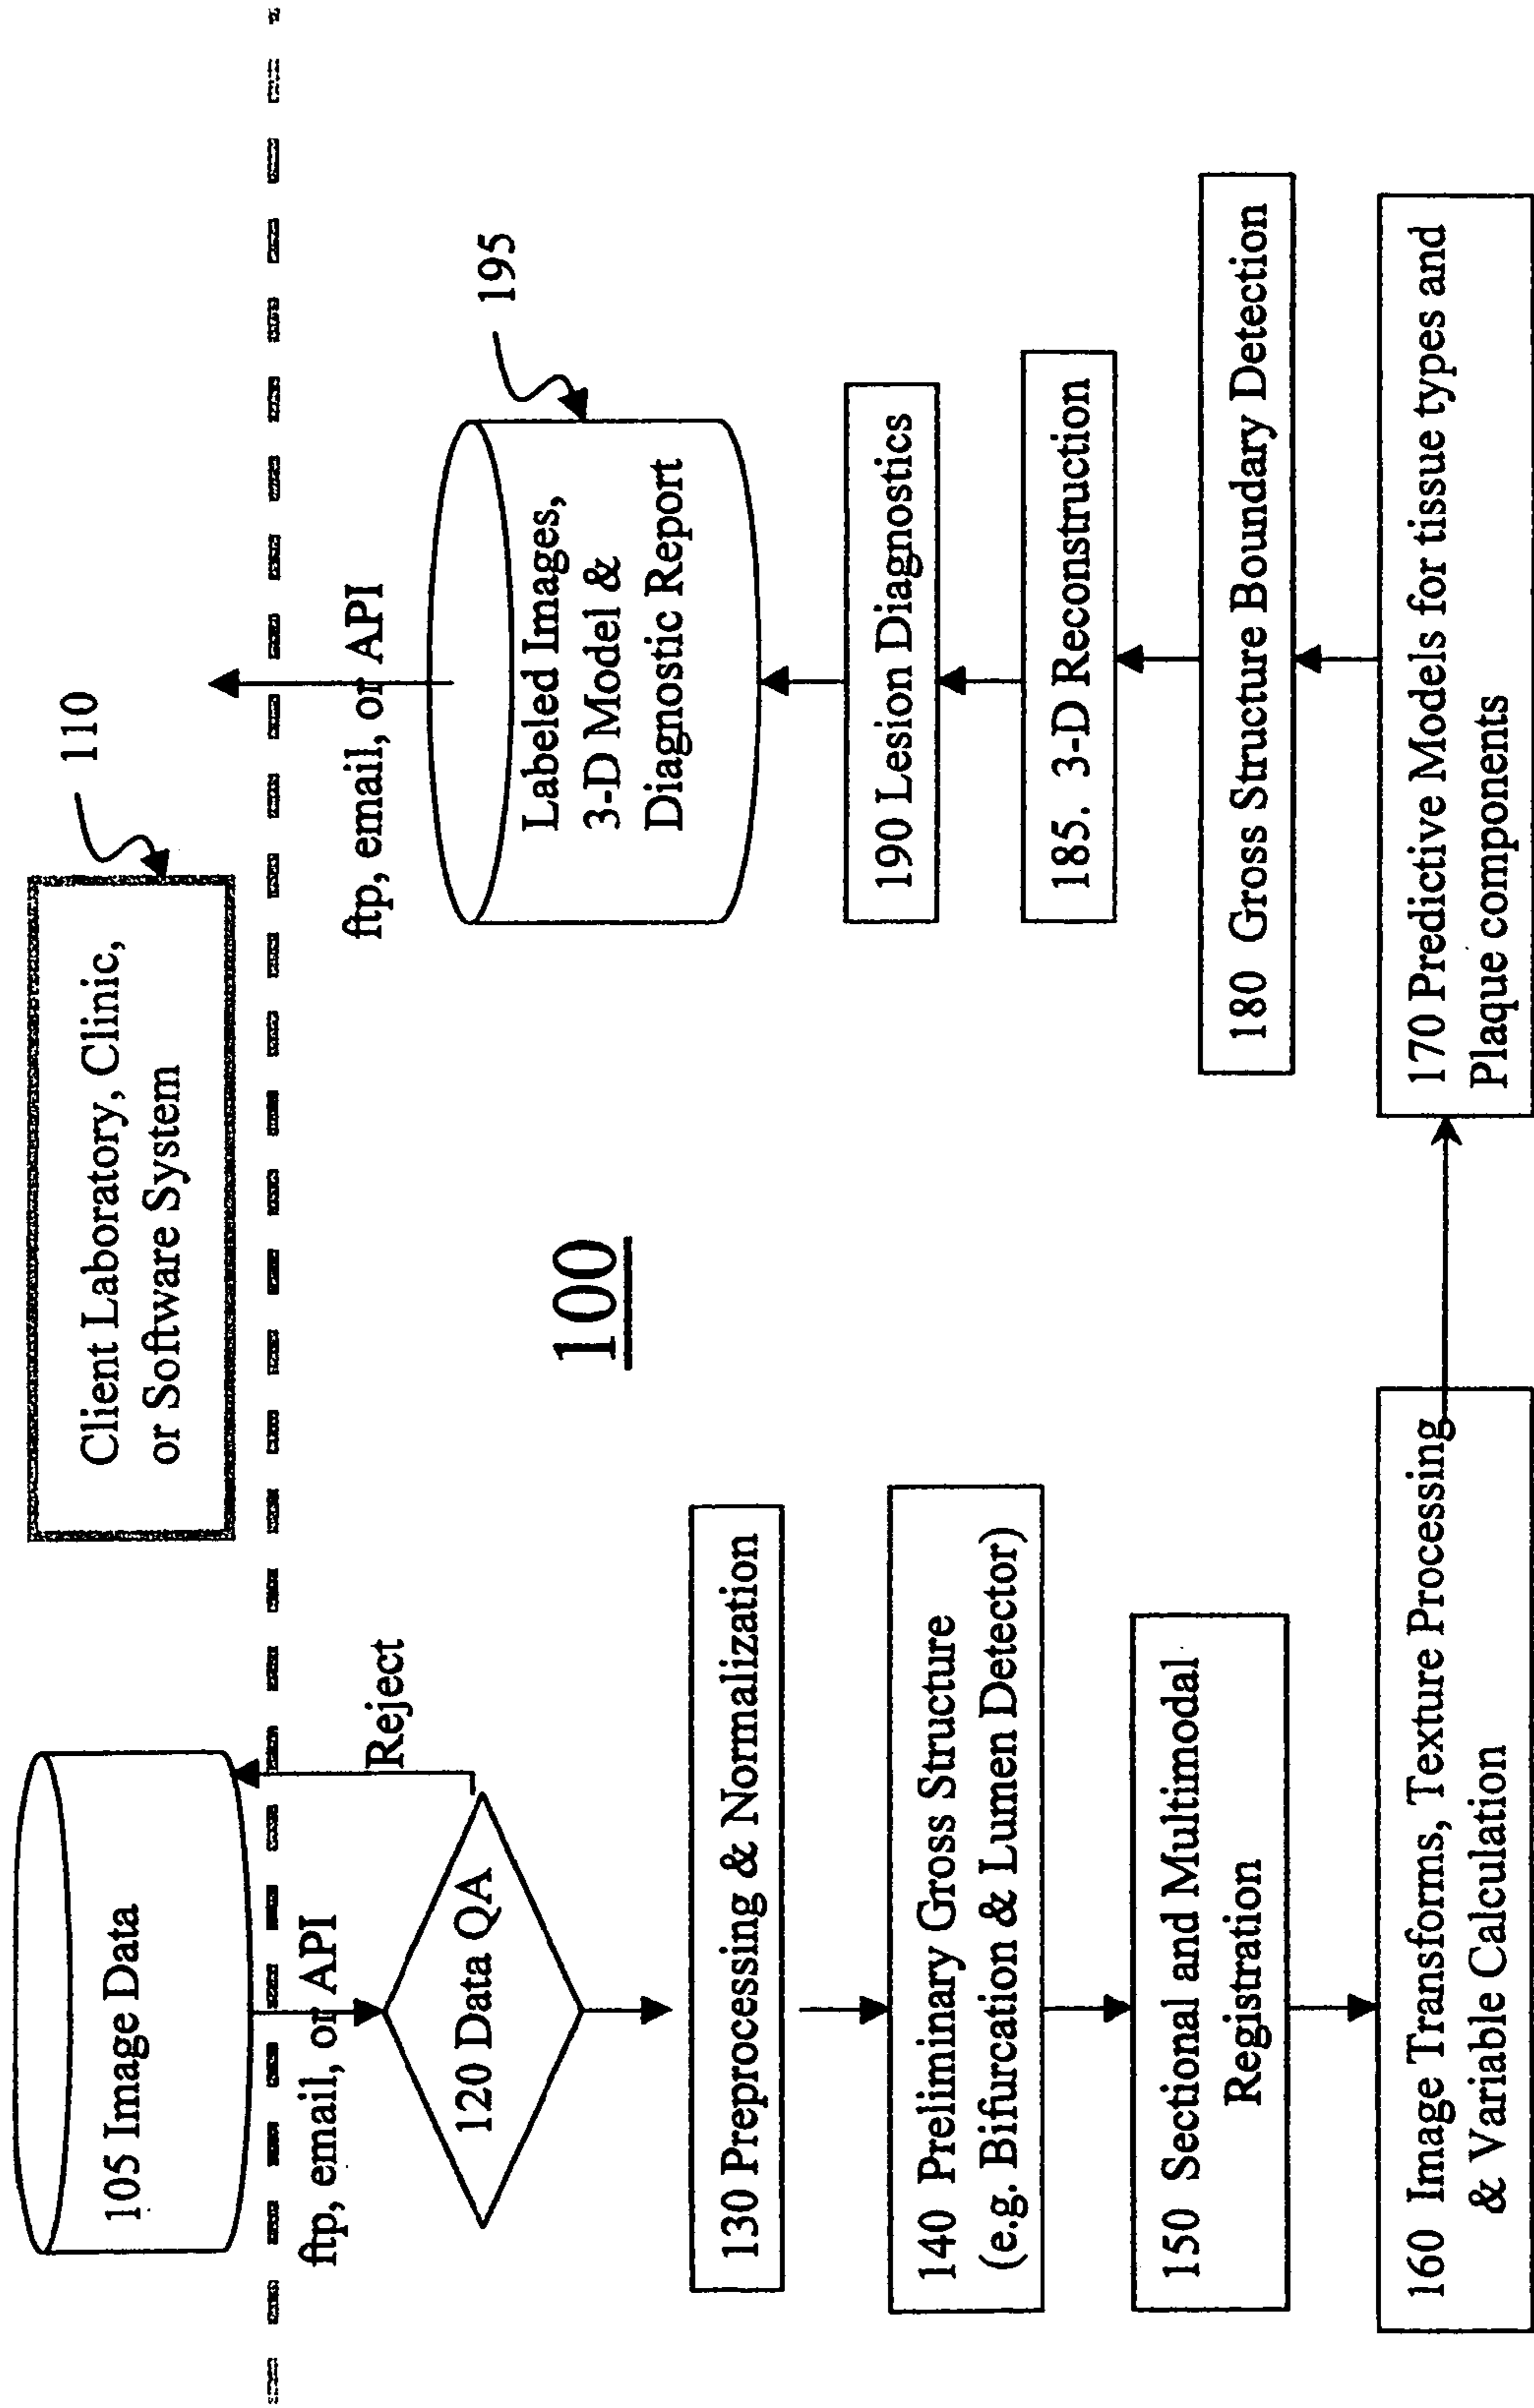 Client Laboratory, Clinic,
or Software System
110
105 Image Data
ftp, email, or API
Reject
120 Data QA
130 Preprocessing & Normalization
140 Preliminary Gross Structure
(e.g. Bifurcation & Lumen Detector)
150 Sectional and Multimodal
Registration
160 Image Transforms, Texture Processing
& Variable Calculation
100
ftp, email, or API
Labeled Images,
3-D Model &
Diagnostic Report
195
190 Lesion Diagnostics
185. 3-D Reconstruction
180 Gross Structure Boundary Detection
170 Predictive Models for tissue types and
Plaque components